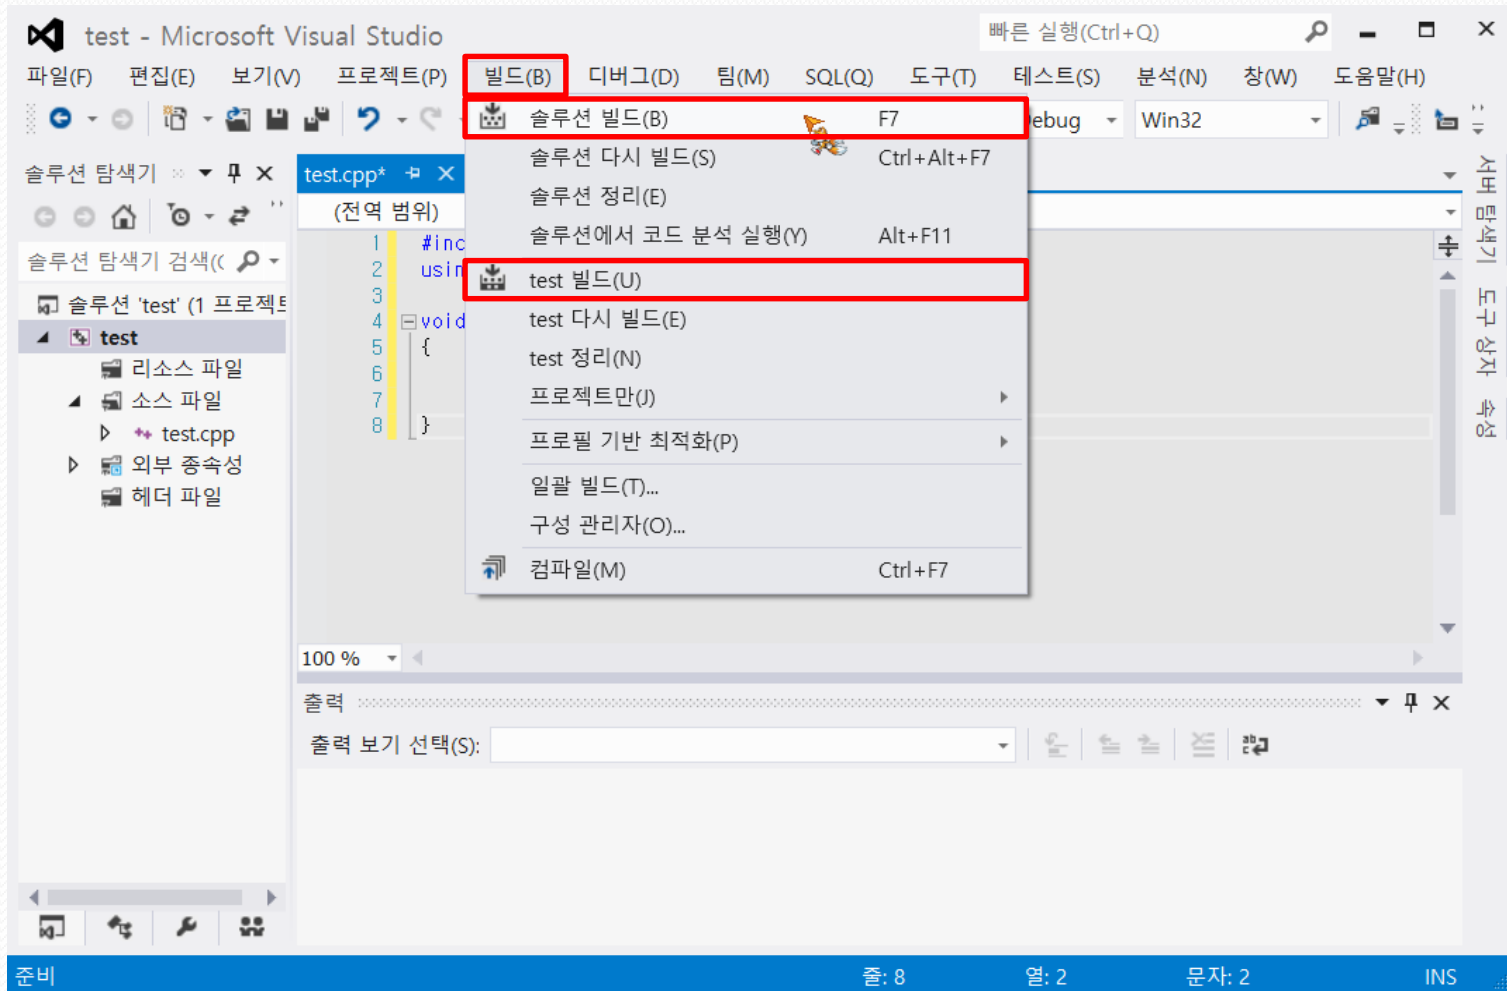 test - Microsoft Visual Studio
빠른 실행(Ctrl+Q)
파일(F) 편집(E) 보기(V) 프로젝트(P) 빌드(B) 디버그(D) 팀(M) SQL(Q) 도구(T) 테스트(S) 분석(N) 창(W) 도움말(H)
ebug Win32
솔루션 빌드(B) F7
솔루션 다시 빌드(S) Ctrl+Alt+F7
솔루션 정리(E)
솔루션에서 코드 분석 실행(Y) Alt+F11
test 빌드(U)
test 다시 빌드(E)
test 정리(N)
프로젝트만(J)
프로필 기반 최적화(P)
일괄 빌드(T)...
구성 관리자(O)...
컴파일(M) Ctrl+F7
솔루션 탐색기
솔루션 탐색기 검색((
솔루션 'test' (1 프로젝트
test
리소스 파일
소스 파일
test.cpp
외부 종속성
헤더 파일
test.cpp*
(전역 범위)
1 #inc
2 usin
3
4 void
5 {
6
7
8 }
100 %
출력
출력 보기 선택(S):
서버 탐색기
도구 상자
속성
준비 줄: 8 열: 2 문자: 2 INS